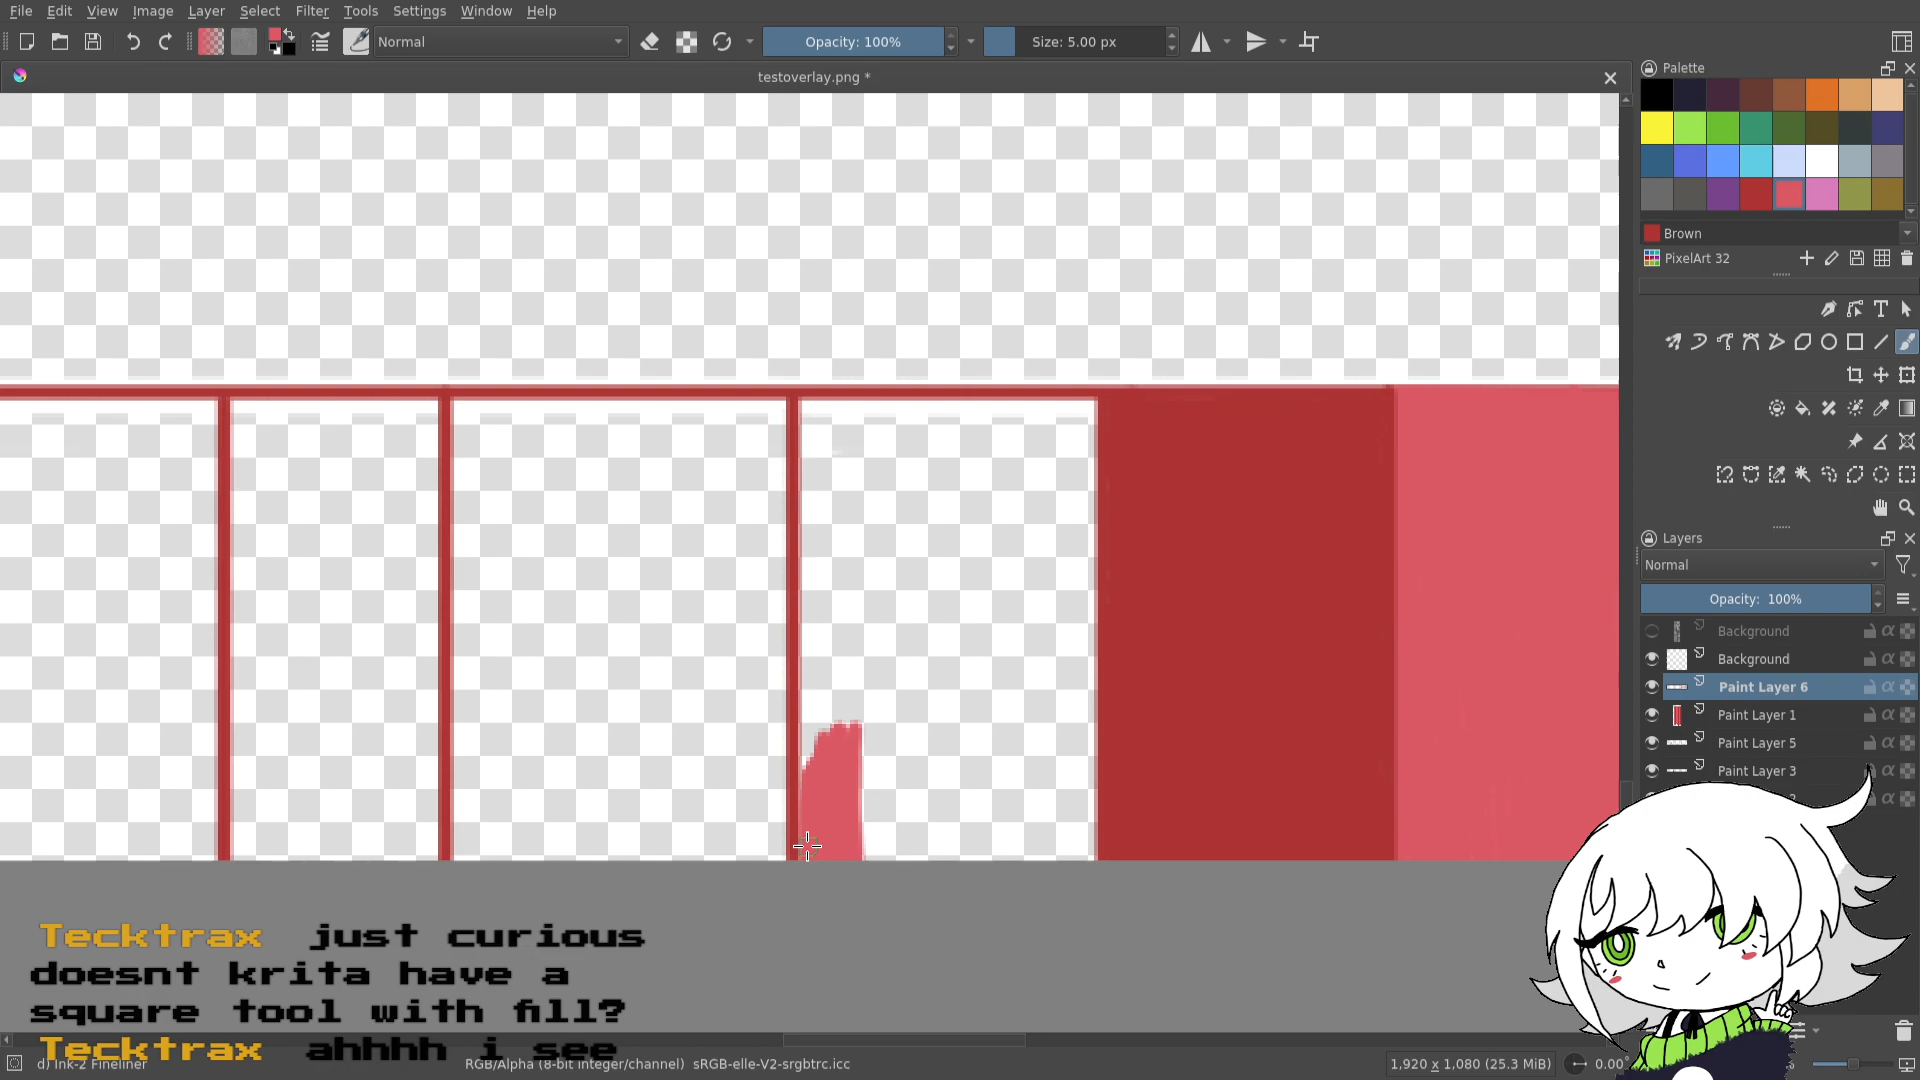 File Edit View Image Layer Select Filter Tools Settings Window Help
Normal Opacity: 100% Size: 5.00 px
testoverlay.png *
Palette
Brown
PixelArt 32
Layers
Normal
Opacity: 100%
Background
Background
Paint Layer 6
Paint Layer 1
Paint Layer 5
Paint Layer 3
Tecktrax just curious
doesnt krita have a
square tool with fill?
Tecktrax ahhhh i see
d) Ink-2 Fineliner RGB/Alpha (8-bit integer/channel) sRGB-elle-V2-srgbtrc.icc 1,920 x 1,080 (25.3 MiB) 0.00